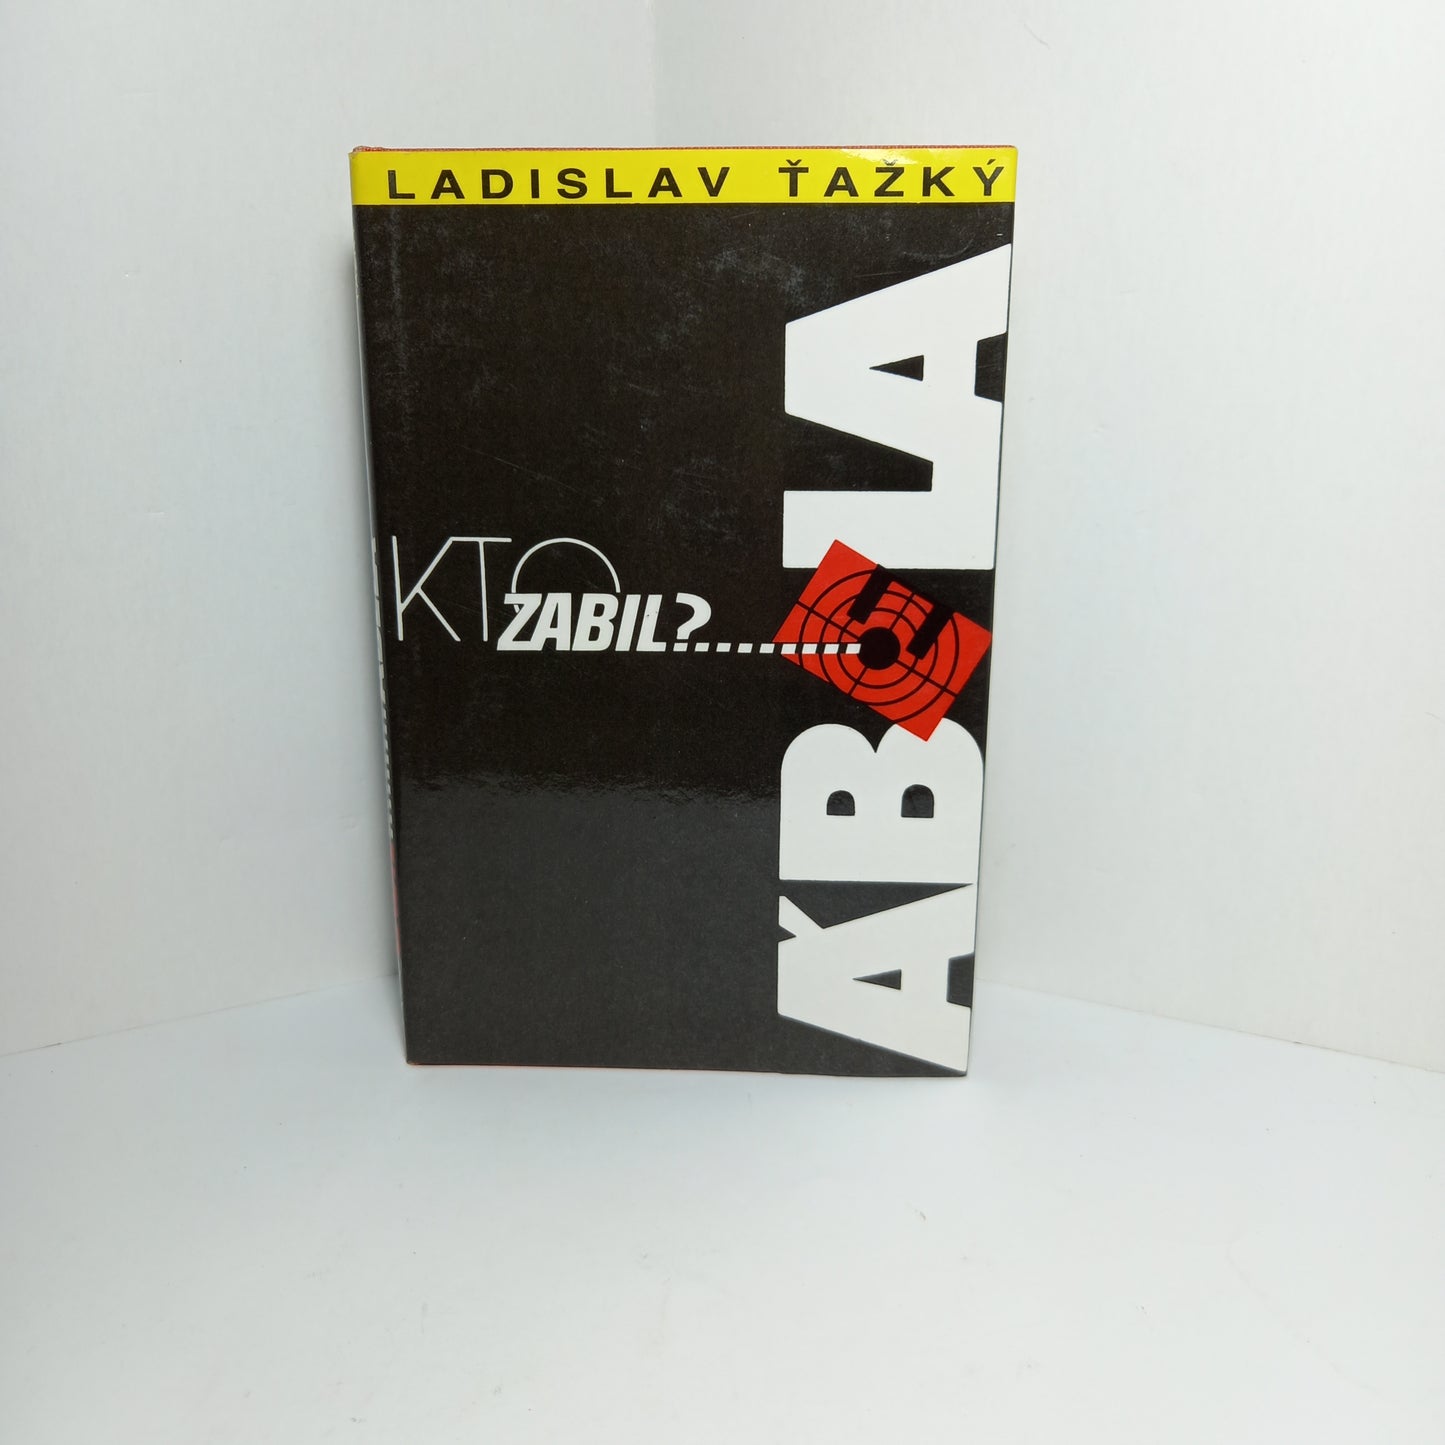 LADISLAV ŤAŽKÝ
KTO
ZABIL?.........
ÁBELA